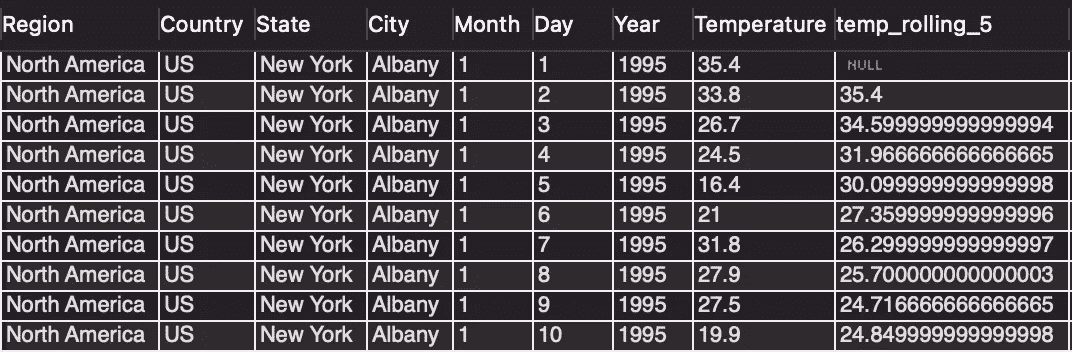 Region Country State City Month Day Year Temperature temp_rolling_5
North America US New York Albany 1 1 1995 35.4 NULL
North America US New York Albany 1 2 1995 33.8 35.4
North America US New York Albany 1 3 1995 26.7 34.599999999999994
North America US New York Albany 1 4 1995 24.5 31.966666666666665
North America US New York Albany 1 5 1995 16.4 30.099999999999998
North America US New York Albany 1 6 1995 21 27.359999999999996
North America US New York Albany 1 7 1995 31.8 26.299999999999997
North America US New York Albany 1 8 1995 27.9 25.700000000000003
North America US New York Albany 1 9 1995 27.5 24.716666666666665
North America US New York Albany 1 10 1995 19.9 24.849999999999998